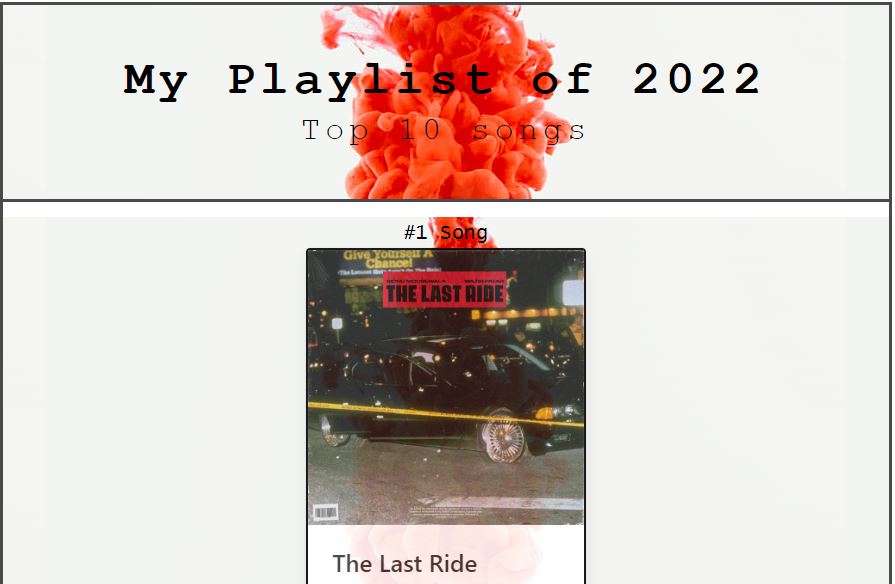 My Playlist of 2022
Top 10 songs
#1 Song
Give Yourself A
Chance!
THE LAST RIDE
The Last Ride